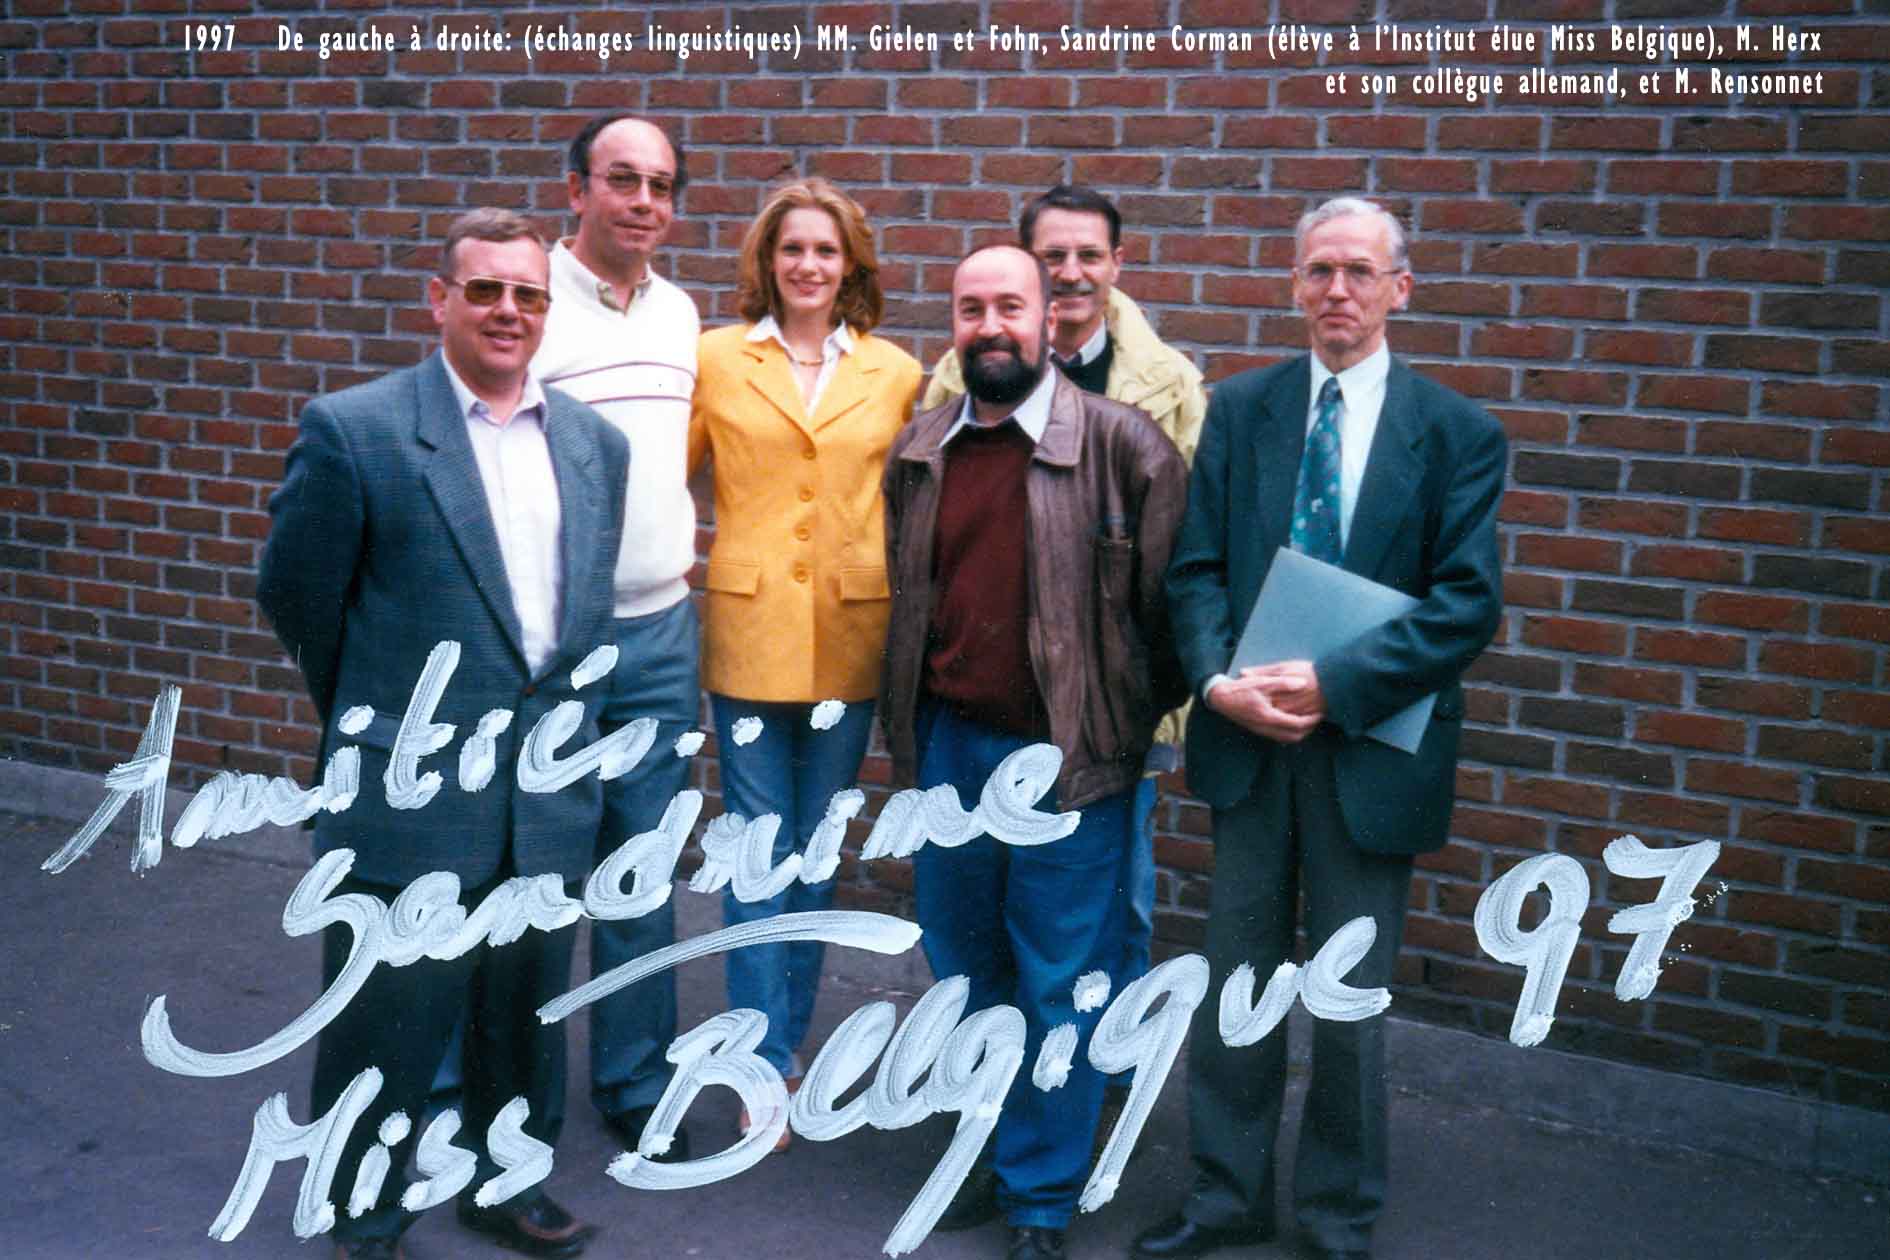 1997 De gauche à droite: (échanges linguistiques) MM. Gielen et Fohn, Sandrine Corman (élève à l'Institut élue Miss Belgique), M. Herx
et son collègue allemand, et M. Rensonnet
Amitiés...
Sandrine
Miss Belgique 97